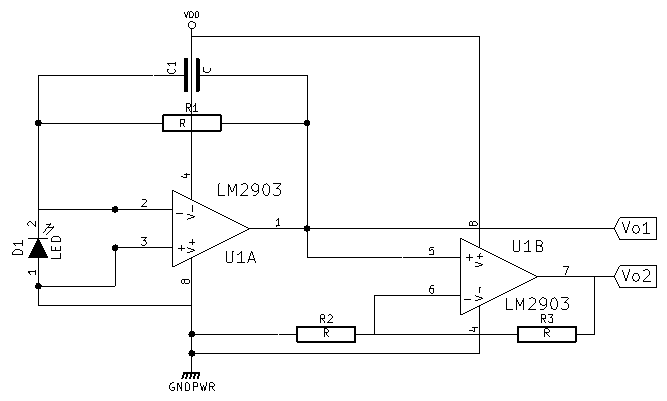 VDD
C1
C
R1
R
4
LM2903
2
−
V−
1
8
Vo1
3
+
V+
U1A
2
D1
LED
1
5
+
V+
U1B
7
Vo2
8
6
−
V-
LM2903
4
R2
R
R3
R
GNDPWR